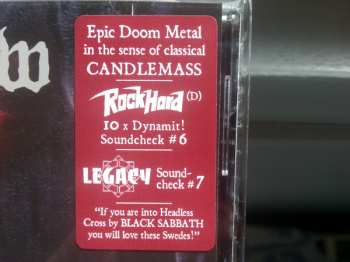 Epic Doom Metal
in the sense of classical
CANDLEMASS
RockHard (D)
10 x Dynamit!
Soundcheck #6
LEGACY Sound-
check #7
"If you are into Headless
Cross by BLACK SABBATH
you will love these Swedes!"